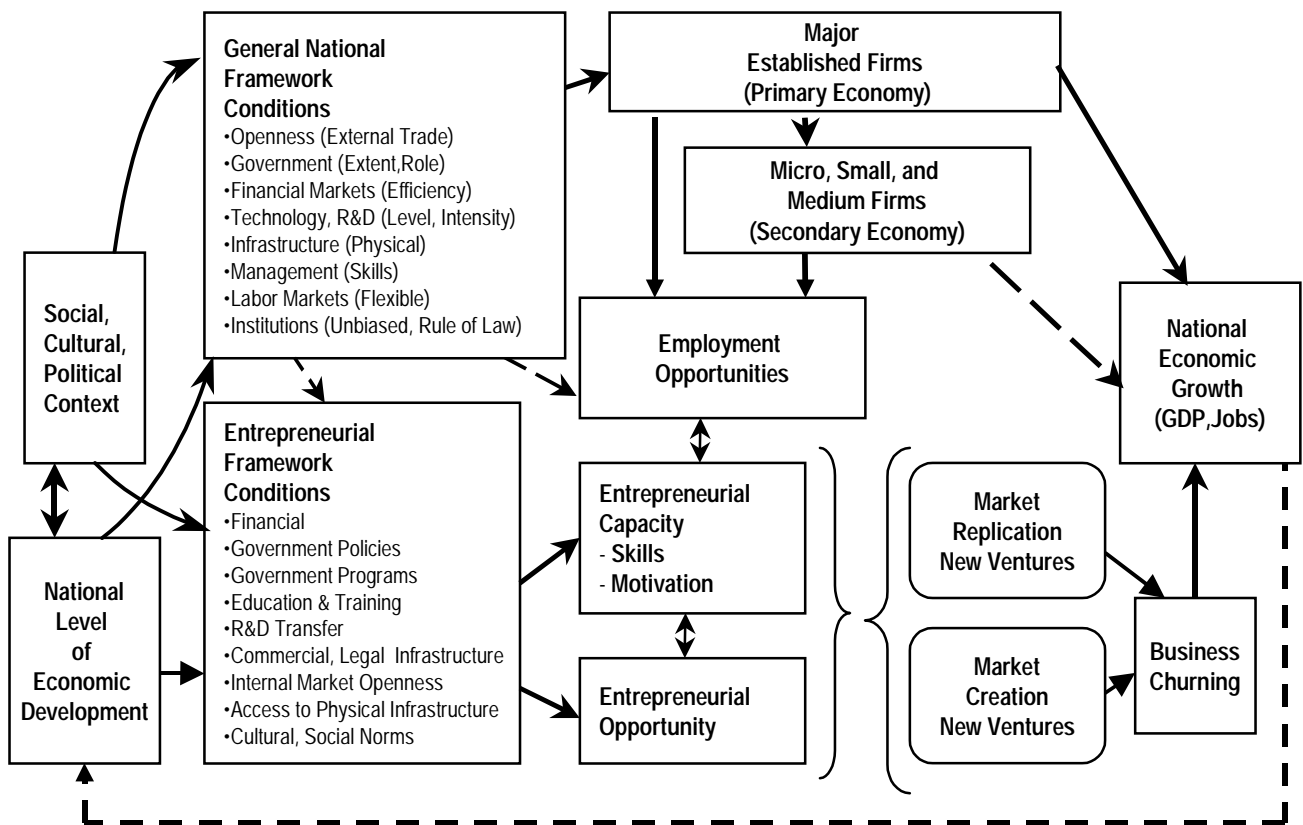 General National
Framework
Conditions
•Openness (External Trade)
•Government (Extent,Role)
•Financial Markets (Efficiency)
•Technology, R&D (Level, Intensity)
•Infrastructure (Physical)
•Management (Skills)
•Labor Markets (Flexible)
•Institutions (Unbiased, Rule of Law)
Major
Established Firms
(Primary Economy)
Micro, Small, and
Medium Firms
(Secondary Economy)
Social,
Cultural,
Political
Context
Employment
Opportunities
National
Economic
Growth
(GDP,Jobs)
Entrepreneurial
Framework
Conditions
•Financial
•Government Policies
•Government Programs
•Education & Training
•R&D Transfer
•Commercial, Legal Infrastructure
•Internal Market Openness
•Access to Physical Infrastructure
•Cultural, Social Norms
Entrepreneurial
Capacity
- Skills
- Motivation
Market
Replication
New Ventures
National
Level
of
Economic
Development
Entrepreneurial
Opportunity
Market
Creation
New Ventures
Business
Churning